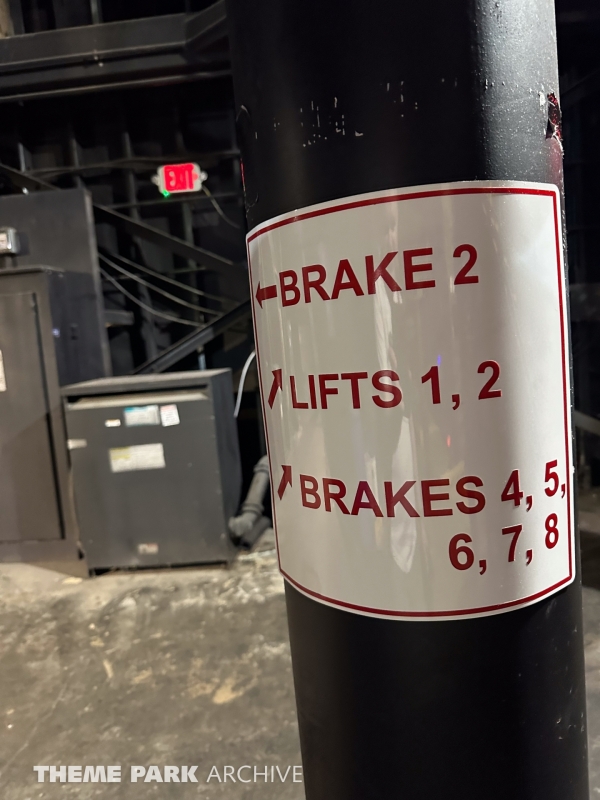 EXIT
←BRAKE 2
↗LIFTS 1, 2
↗BRAKES 4, 5,
6, 7, 8
THEME PARK ARCHIVE